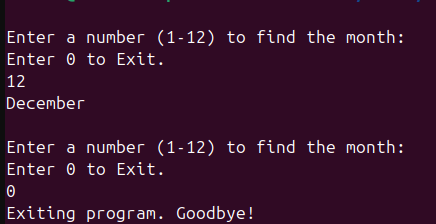 Enter a number (1-12) to find the month:
Enter 0 to Exit.
12
December
Enter a number (1-12) to find the month:
Enter 0 to Exit.
0
Exiting program. Goodbye!